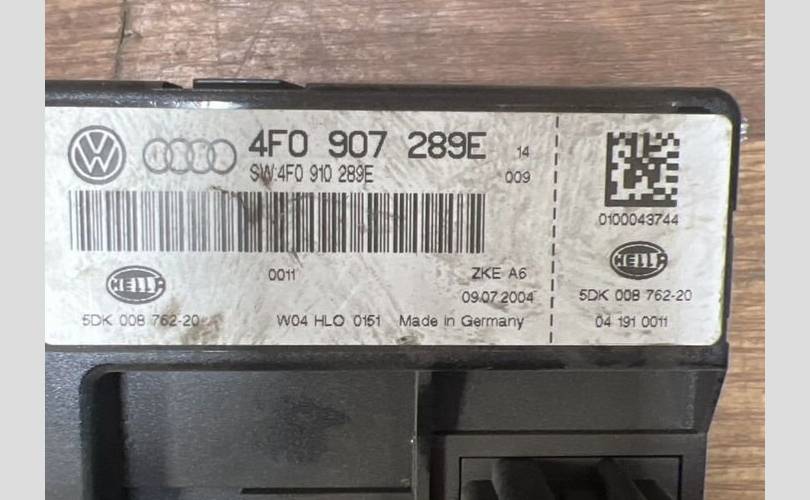 4F0 907 289E 14
SW:4F0 910 289E 009
0011 ZKE A6
09.07.2004
HELLA
5DK 008 762-20
W04 HLO 0151 Made in Germany
0100043744
HELLA
5DK 008 762-20
04 191 0011